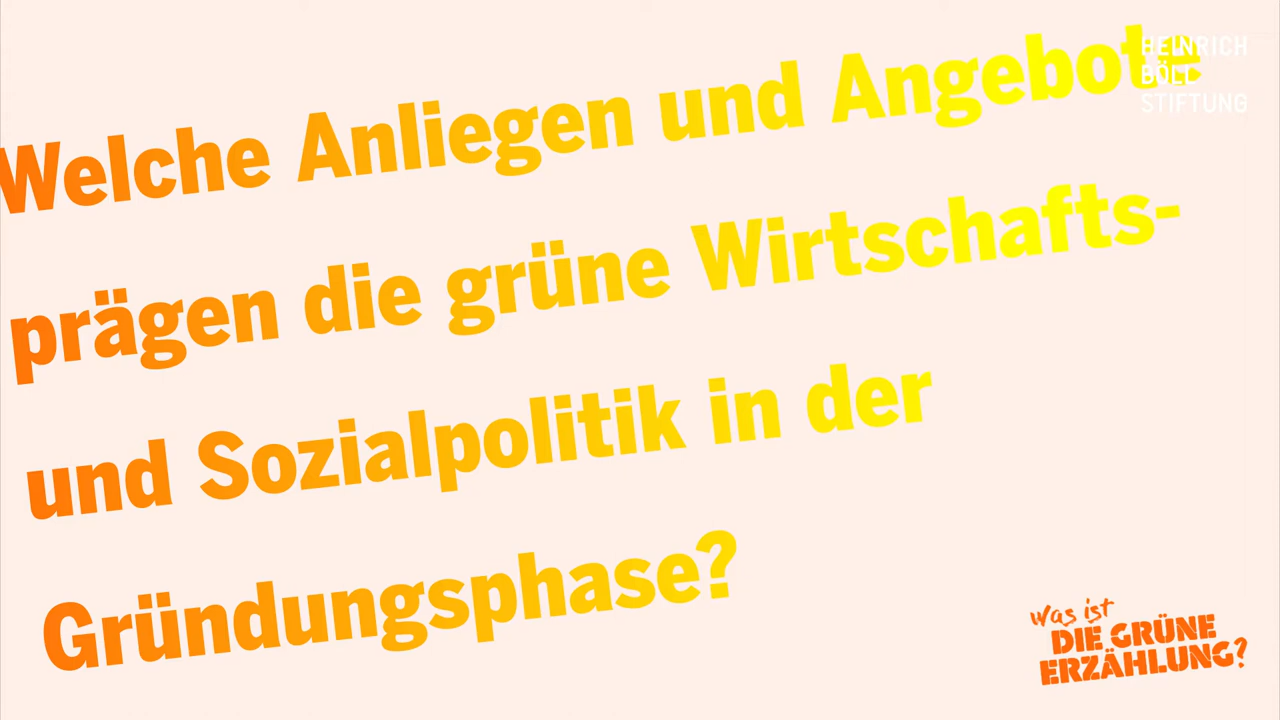 Welche Anliegen und Angebote
prägen die grüne Wirtschafts-
und Sozialpolitik in der
Gründungsphase?
HEINRICH
BÖLL
STIFTUNG
Was ist
DIE GRÜNE
ERZÄHLUNG?